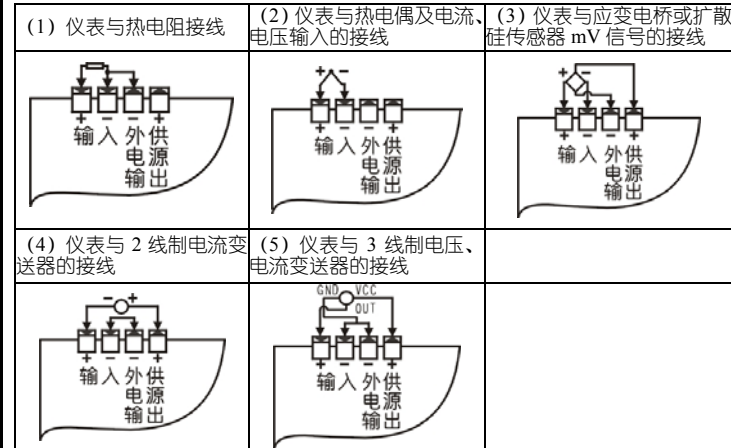 （1）仪表与热电阻接线
（2）仪表与热电偶及电流、
电压输入的接线
（3）仪表与应变电桥或扩散
硅传感器 mV 信号的接线
+ − − +
输入 外供
电源
输出
+ −
+ − − +
输入 外供
电源
输出
+ −
+ − − +
输入 外供
电源
输出
（4）仪表与 2 线制电流变
送器的接线
（5）仪表与 3 线制电压、
电流变送器的接线
− +
+ − − +
输入 外供
电源
输出
GND VCC
OUT
+ − − +
输入 外供
电源
输出